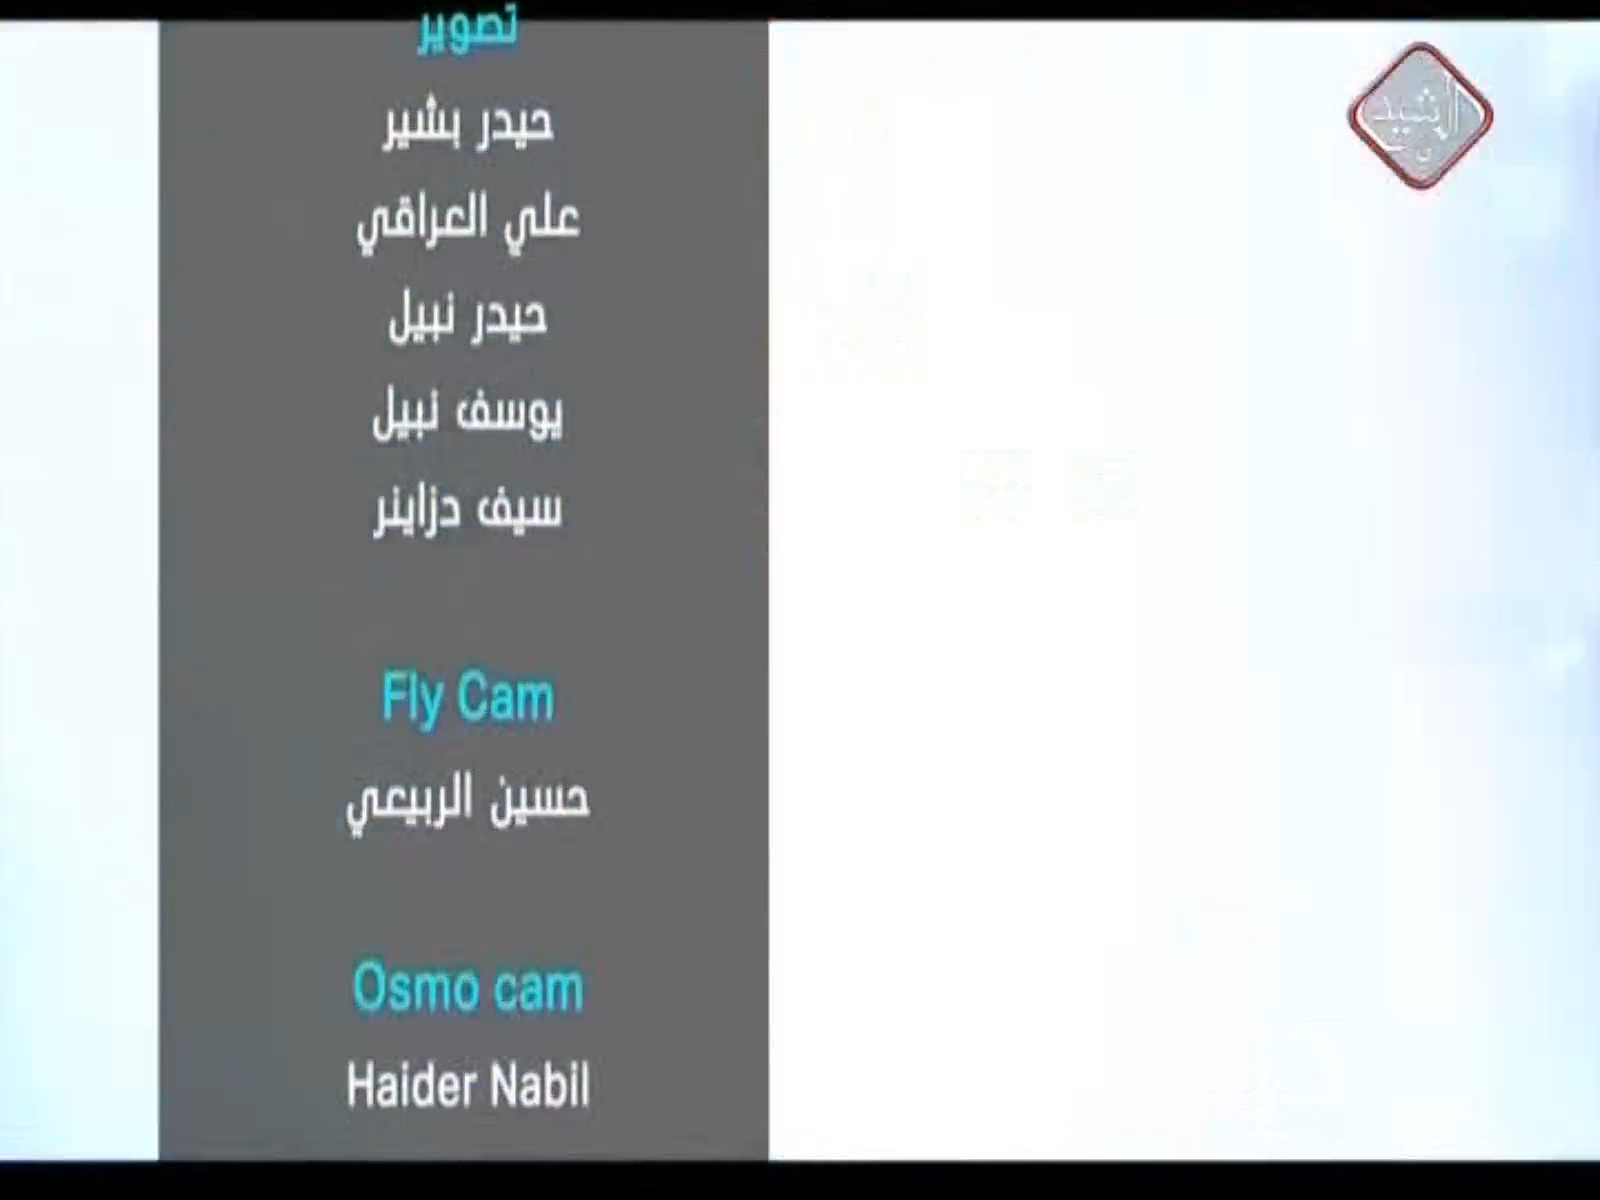 تصوير
حيدر بشير
علي العراقي
حيدر نبيل
يوسف نبيل
سيف دزاينر
Fly Cam
حسين الربيعي
Osmo cam
Haider Nabil
الرشيد